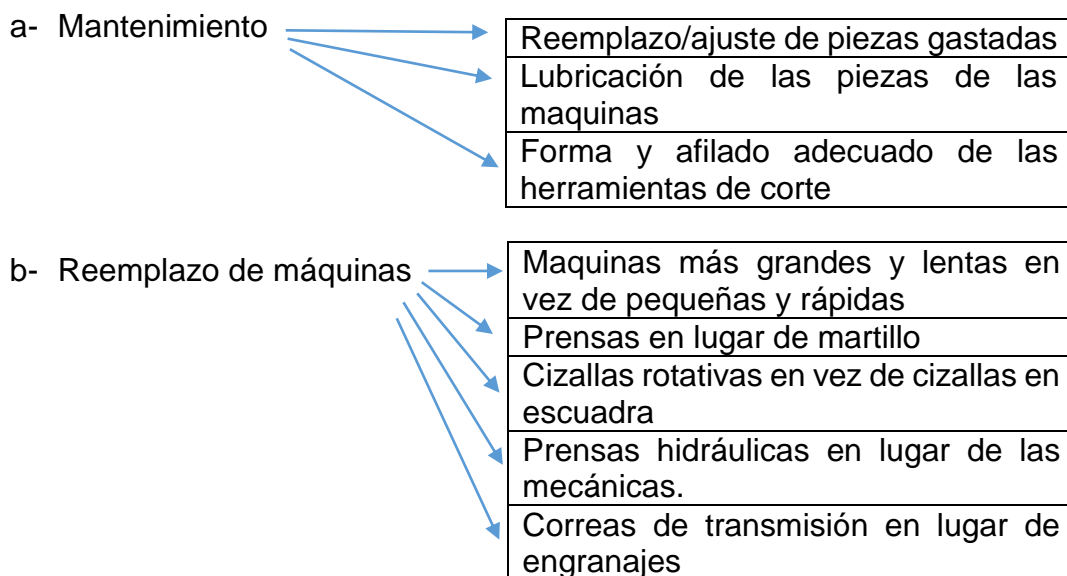 a- Mantenimiento
Reemplazo/ajuste de piezas gastadas
Lubricación de las piezas de las
maquinas
Forma y afilado adecuado de las
herramientas de corte
b- Reemplazo de máquinas
Maquinas más grandes y lentas en
vez de pequeñas y rápidas
Prensas en lugar de martillo
Cizallas rotativas en vez de cizallas en
escuadra
Prensas hidráulicas en lugar de las
mecánicas.
Correas de transmisión en lugar de
engranajes